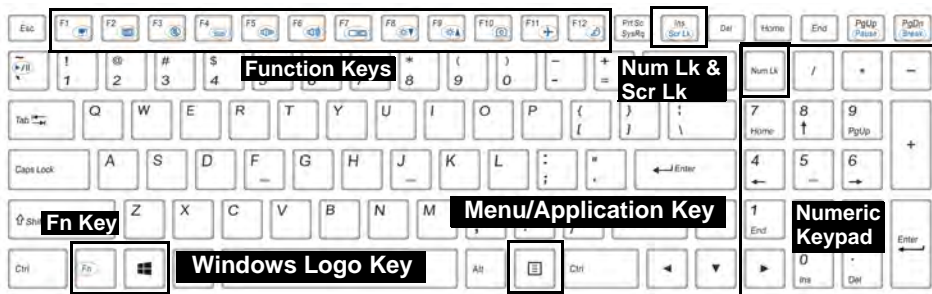 Esc F1 F2 F3 F4 F5 F6 F7 F8 F9 F10 F11 F12 Prt Sc SysRq Ins Scr Lk Del Home End PgUp Pause PgDn Break
! 1 @ 2 # 3 $ 4 * 8 ( 9 ) 0 - - + = Num Lk / * -
Function Keys
Num Lk &
Scr Lk
Tab Q W E R T Y U I O P { [ } ] \ 7 Home 8 9 PgUp +
Caps Lock A S D F G H J K L : ; " ' Enter 4 5 6
Z X C V B N M 1 End
Fn Key
Menu/Application Key
Numeric
Keypad
Enter
Ctrl Fn Alt Ctrl 0 Ins . Del
Windows Logo Key